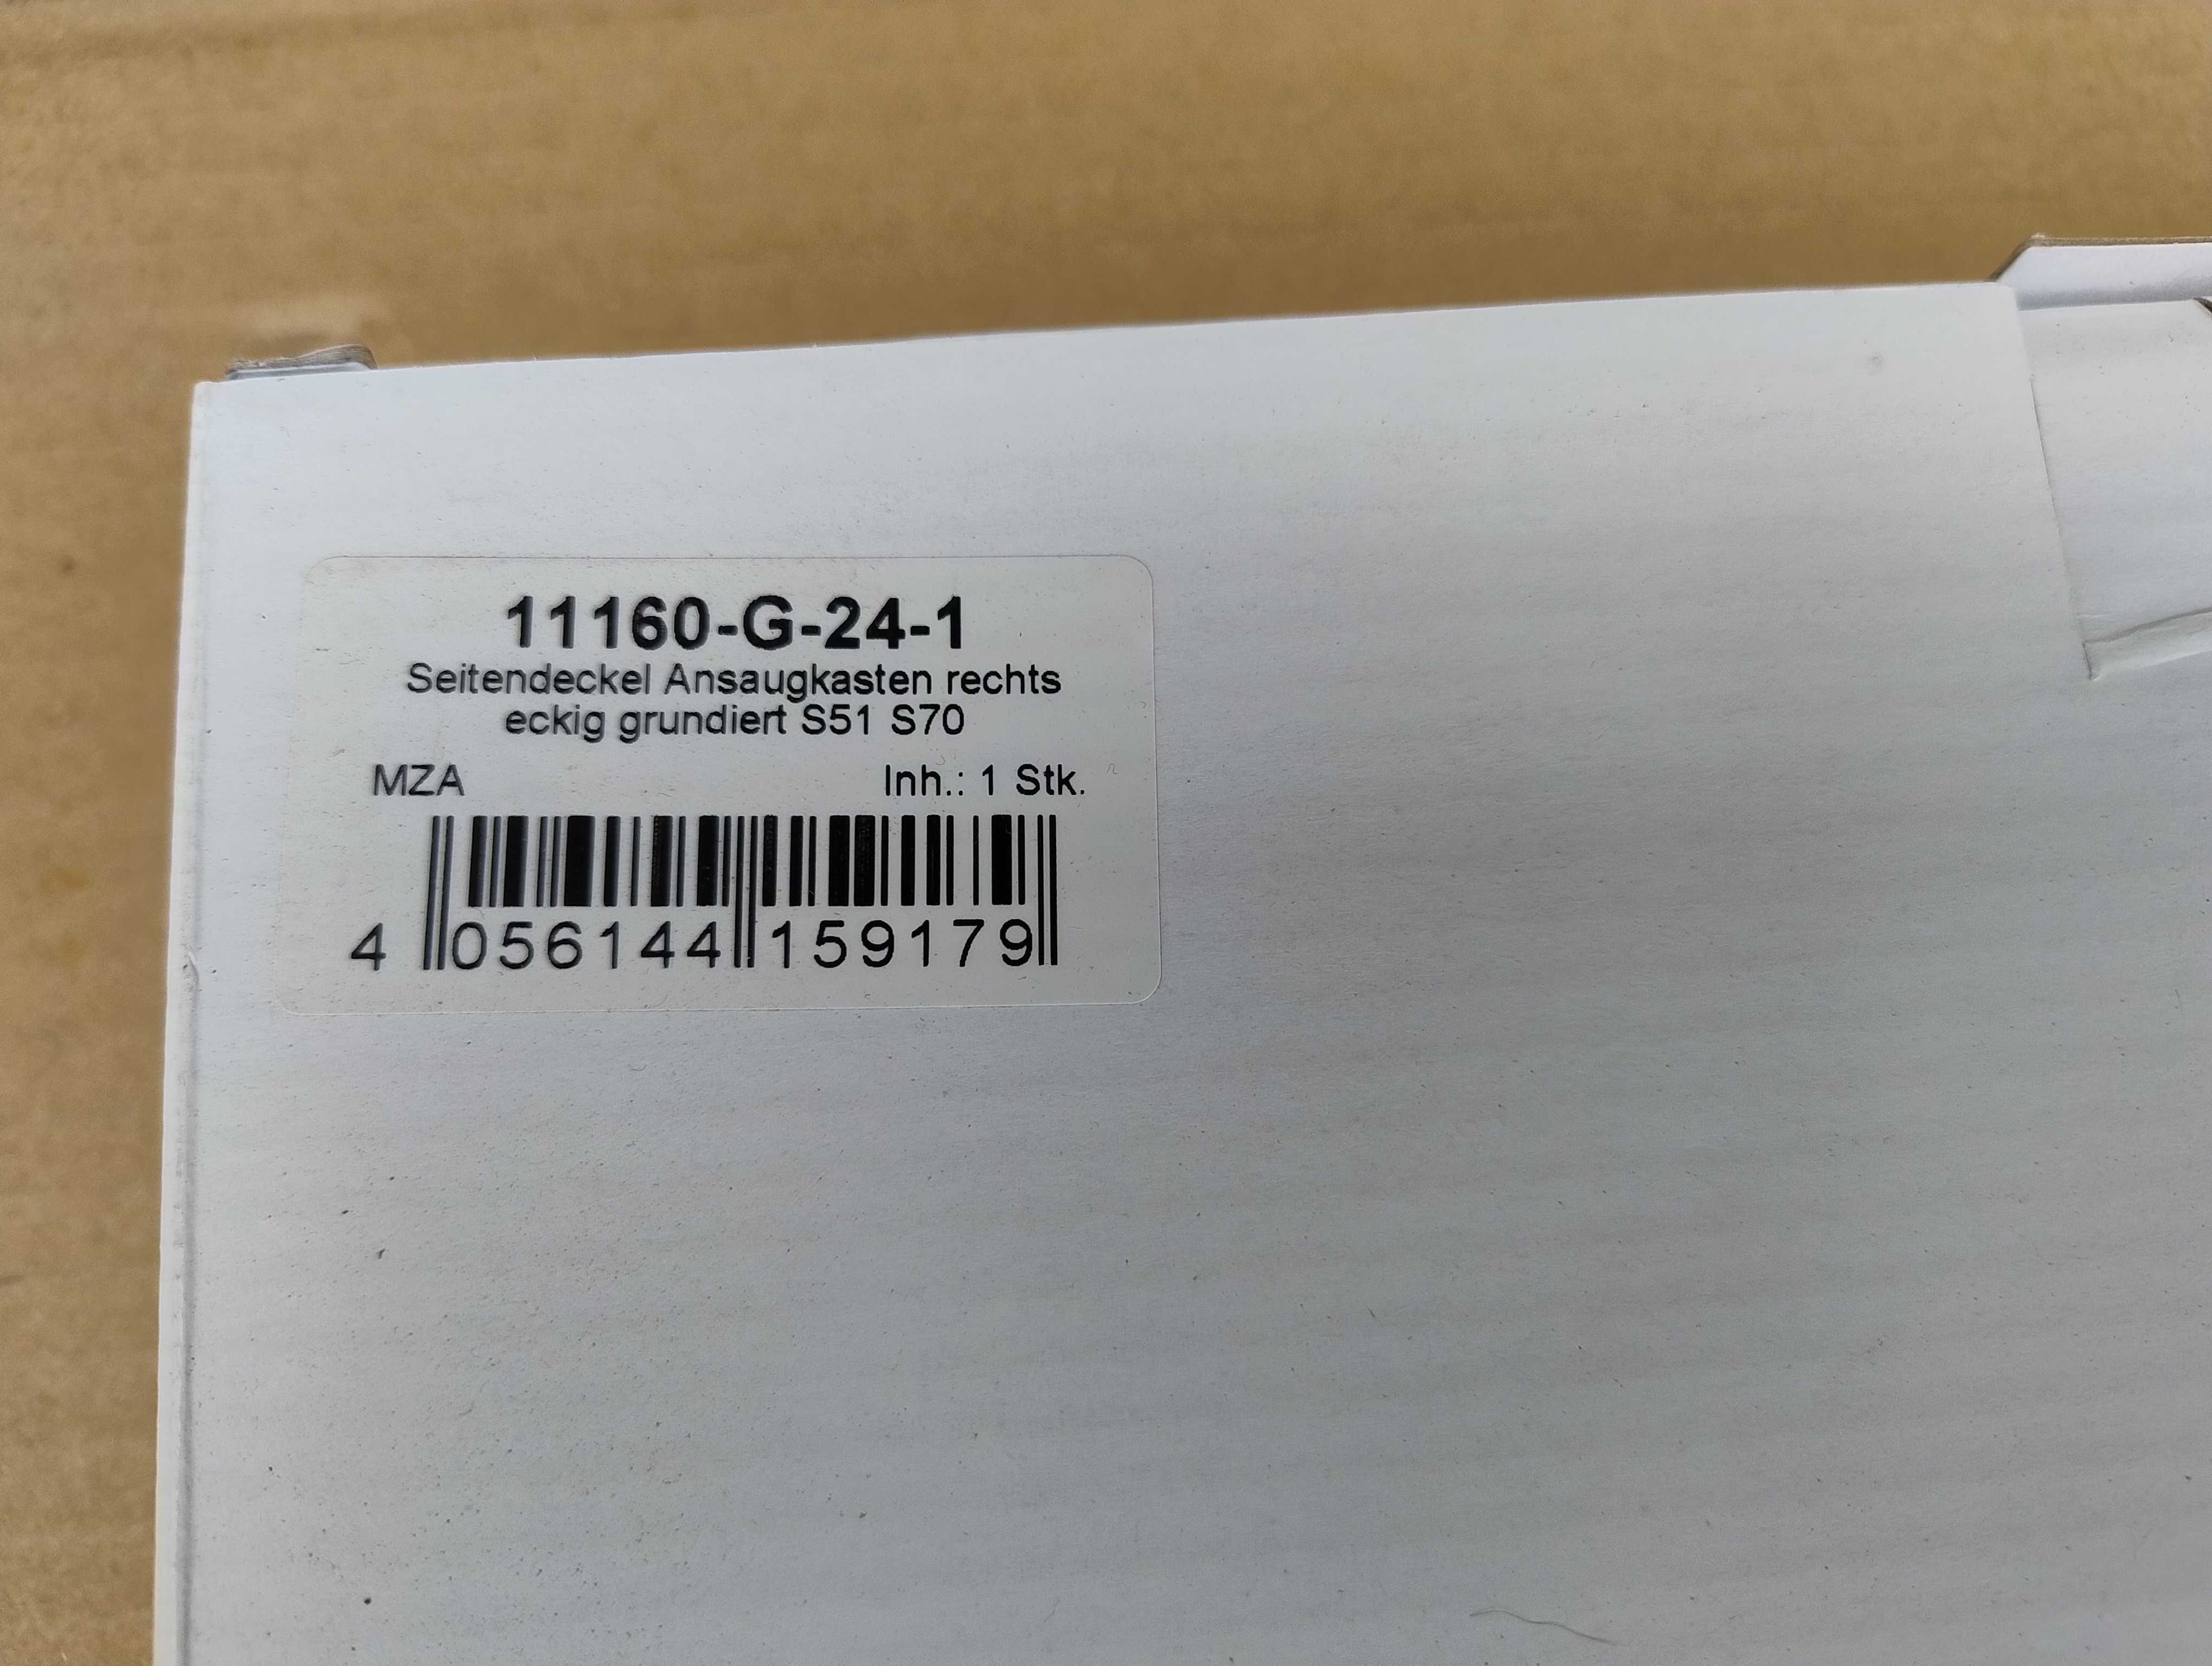 11160-G-24-1
Seitendeckel Ansaugkasten rechts
eckig grundiert S51 S70
MZA Inh.: 1 Stk.
4 056144 159179